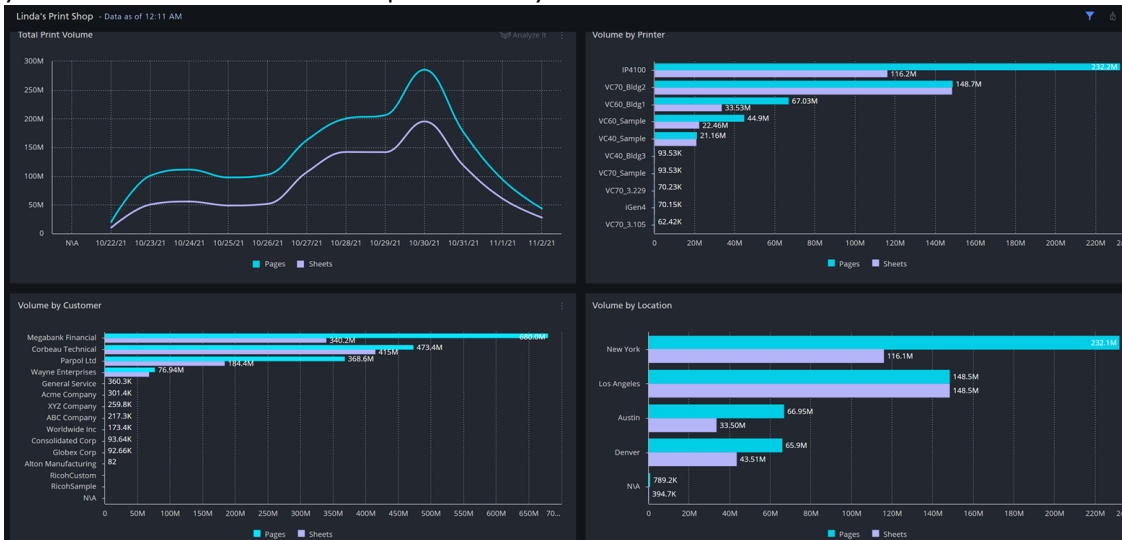 Linda's Print Shop - Data as of 12:11 AM
Total Print Volume
Analyze It
300M
250M
200M
150M
100M
50M
0
N\A 10/22/21 10/23/21 10/24/21 10/25/21 10/26/21 10/27/21 10/28/21 10/29/21 10/30/21 10/31/21 11/1/21 11/2/21
Pages Sheets
Volume by Printer
IP4100 232.2M
116.2M
VC70_Bldg2 148.7M
VC60_Bldg1 67.03M
33.53M
VC60_Sample 44.9M
22.46M
VC40_Sample 21.16M
VC40_Bldg3 93.53K
VC70_Sample 93.53K
VC70_3.229 70.23K
iGen4 70.15K
VC70_3.105 62.42K
0 20M 40M 60M 80M 100M 120M 140M 160M 180M 200M 220M
Pages Sheets
Volume by Customer
Megabank Financial 680.0M
340.2M
Corbeau Technical 473.4M
415M
Parpol Ltd 368.6M
184.4M
Wayne Enterprises 76.94M
General Service 360.3K
Acme Company 301.4K
XYZ Company 259.8K
ABC Company 217.3K
Worldwide Inc 173.4K
Consolidated Corp 93.64K
Globex Corp 92.66K
Alton Manufacturing 82
RicohCustom
RicohSample
N\A
0 50M 100M 150M 200M 250M 300M 350M 400M 450M 500M 550M 600M 650M 70...
Pages Sheets
Volume by Location
New York 232.1M
116.1M
Los Angeles 148.5M
148.5M
Austin 66.95M
33.50M
Denver 65.9M
43.51M
N\A 789.2K
394.7K
0 20M 40M 60M 80M 100M 120M 140M 160M 180M 200M 220M
Pages Sheets